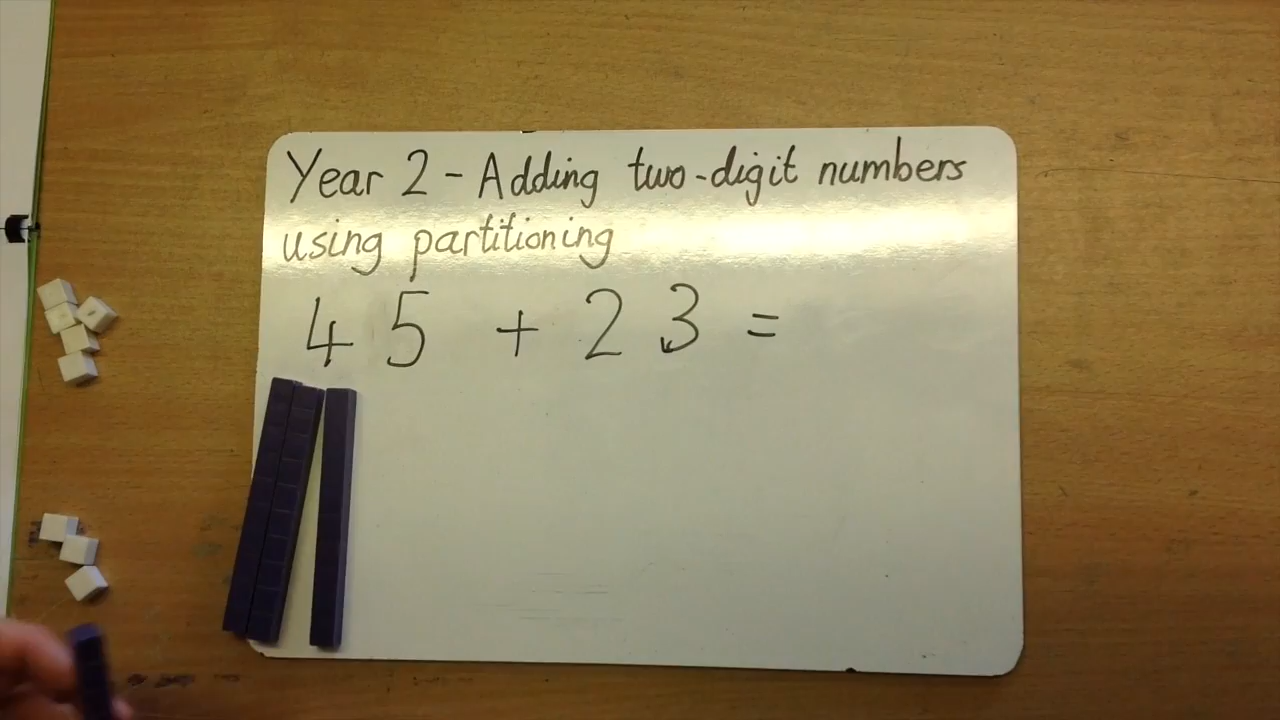 Year 2 - Adding two-digit numbers
using partitioning
45 + 23 =